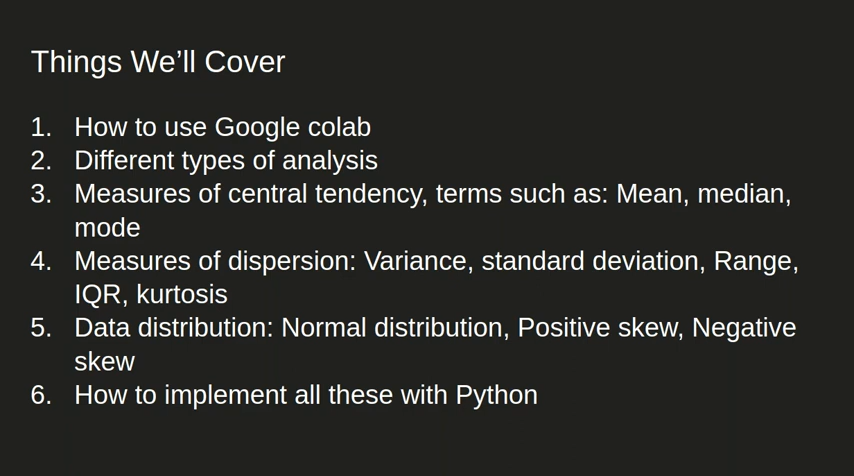 Things We’ll Cover
1. How to use Google colab
2. Different types of analysis
3. Measures of central tendency, terms such as: Mean, median,
mode
4. Measures of dispersion: Variance, standard deviation, Range,
IQR, kurtosis
5. Data distribution: Normal distribution, Positive skew, Negative
skew
6. How to implement all these with Python